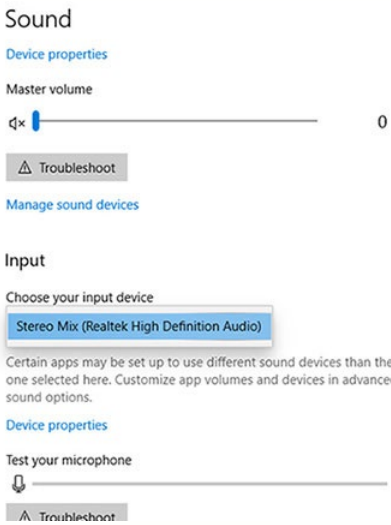 Sound
Device properties
Master volume
0
Troubleshoot
Manage sound devices
Input
Choose your input device
Stereo Mix (Realtek High Definition Audio)
Certain apps may be set up to use different sound devices than the
one selected here. Customize app volumes and devices in advanced
sound options.
Device properties
Test your microphone
Troubleshoot